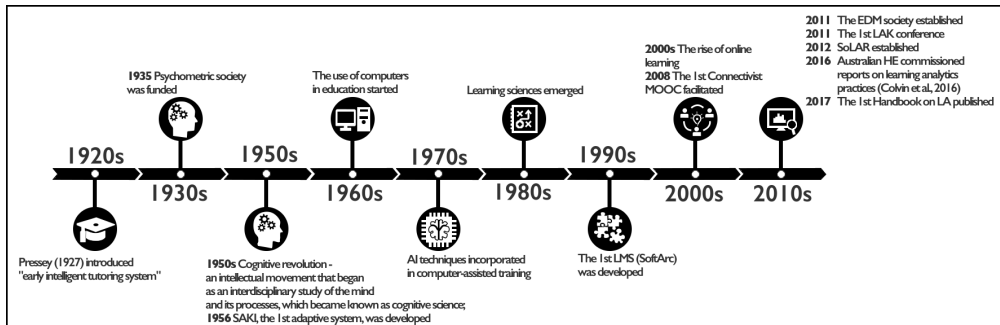 1920s
Pressey (1927) introduced
"early intelligent tutoring system"
1935 Psychometric society
was funded
1930s
1950s
1950s Cognitive revolution -
an intellectual movement that began
as an interdisciplinary study of the mind
and its processes, which became known as cognitive science;
1956 SAKI, the 1st adaptive system, was developed
The use of computers
in education started
1960s
1970s
AI techniques incorporated
in computer-assisted training
Learning sciences emerged
1980s
1990s
The 1st LMS (SoftArc)
was developed
2000s The rise of online
learning
2008 The 1st Connectivist
MOOC facilitated
2000s
2011 The EDM society established
2011 The 1st LAK conference
2012 SoLAR established
2016 Australian HE commissioned
reports on learning analytics
practices (Colvin et al., 2016)
2017 The 1st Handbook on LA published
2010s